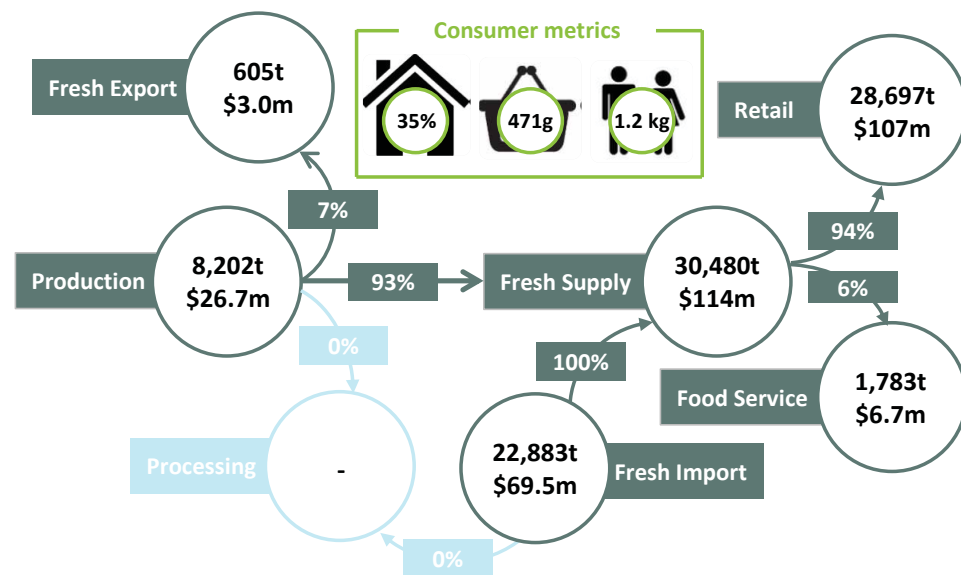 Consumer metrics
35%
471g
1.2 kg
Fresh Export
605t
$3.0m
Retail
28,697t
$107m
7%
94%
Production
8,202t
$26.7m
93%
Fresh Supply
30,480t
$114m
6%
0%
100%
Food Service
1,783t
$6.7m
Processing
-
22,883t
$69.5m
Fresh Import
0%